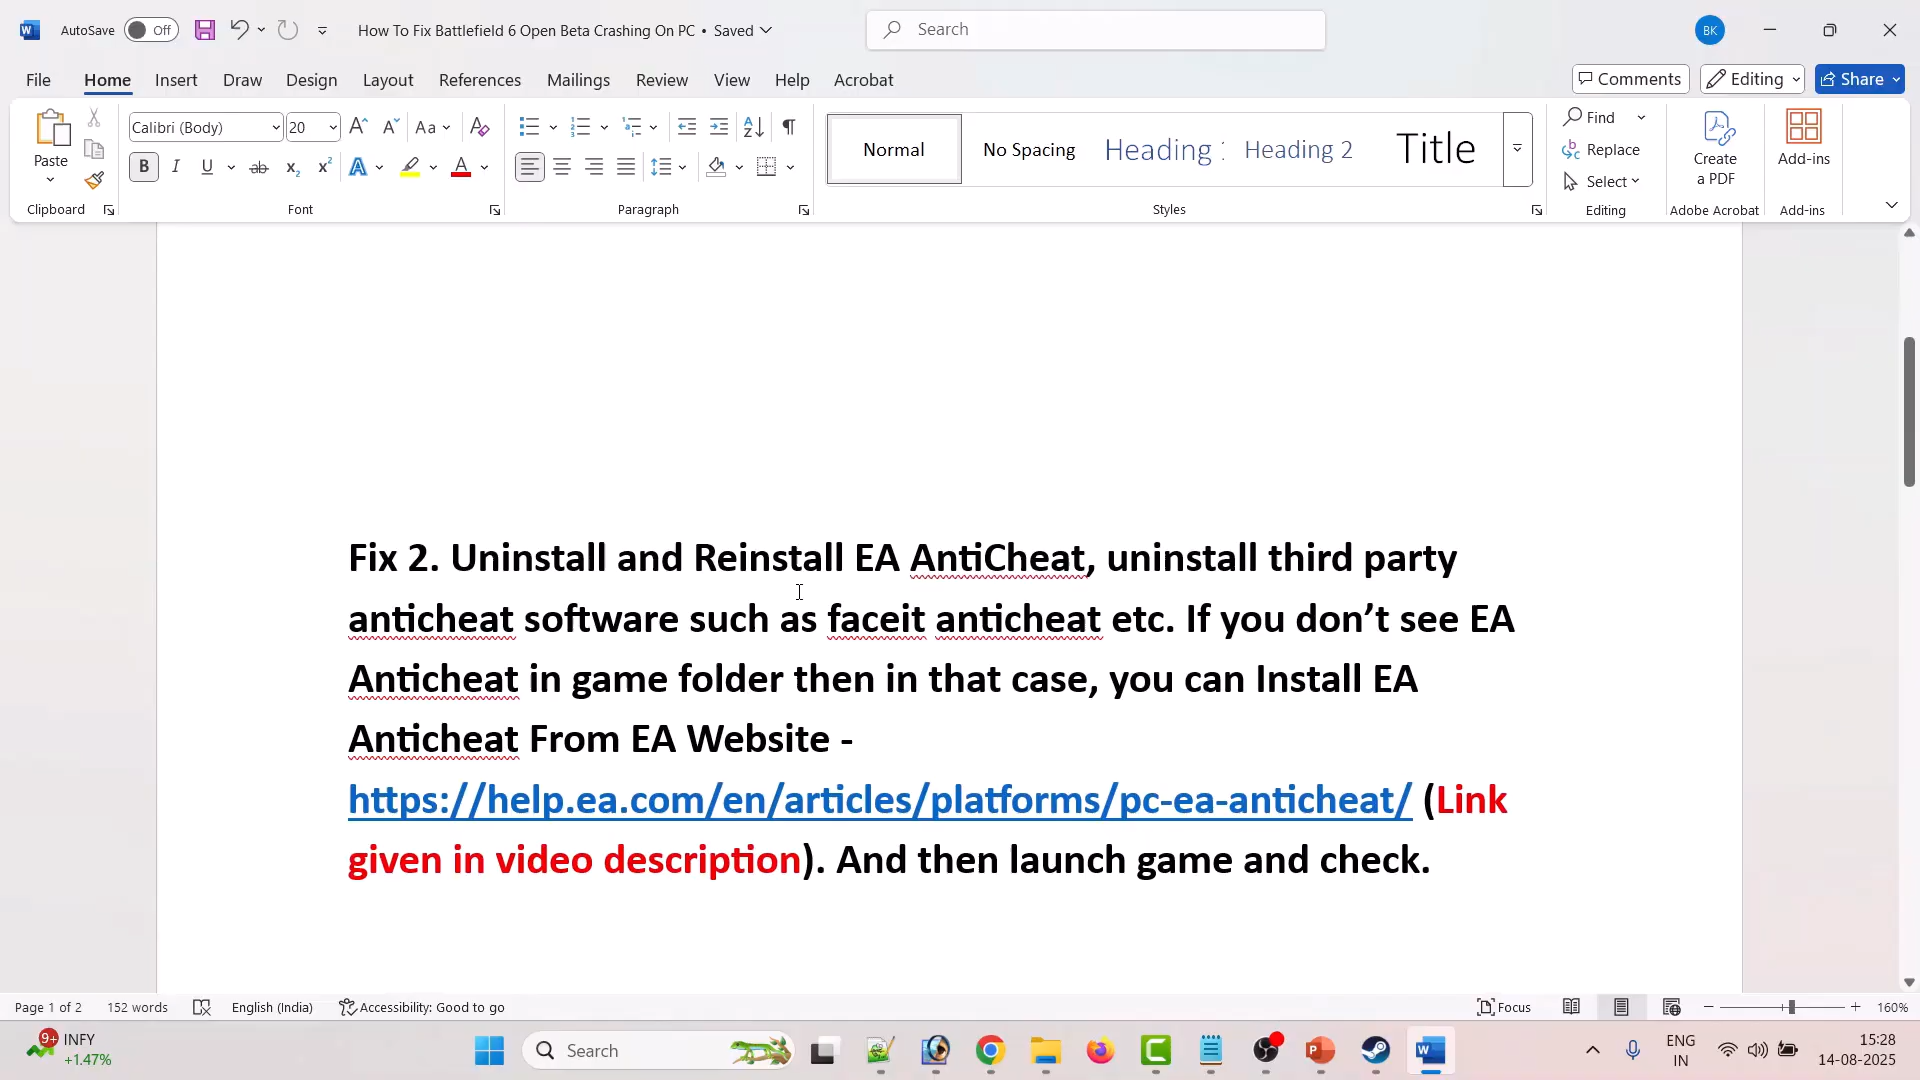 AutoSave Off How To Fix Battlefield 6 Open Beta Crashing On PC • Saved Search BK
File Home Insert Draw Design Layout References Mailings Review View Help Acrobat Comments Editing Share
Calibri (Body) 20 Aa
Paste
B I U ab x₂ x² A A
Normal No Spacing Heading Heading 2 Title
Find
Replace
Select
Create
a PDF
Add-ins
Clipboard Font Paragraph Styles Editing Adobe Acrobat Add-ins
Fix 2. Uninstall and Reinstall EA AntiCheat, uninstall third party
anticheat software such as faceit anticheat etc. If you don’t see EA
Anticheat in game folder then in that case, you can Install EA
Anticheat From EA Website -
https://help.ea.com/en/articles/platforms/pc-ea-anticheat/ (Link
given in video description). And then launch game and check.
Page 1 of 2 152 words English (India) Accessibility: Good to go Focus 160%
9+ INFY
+1.47%
Search
ENG
IN
15:28
14-08-2025